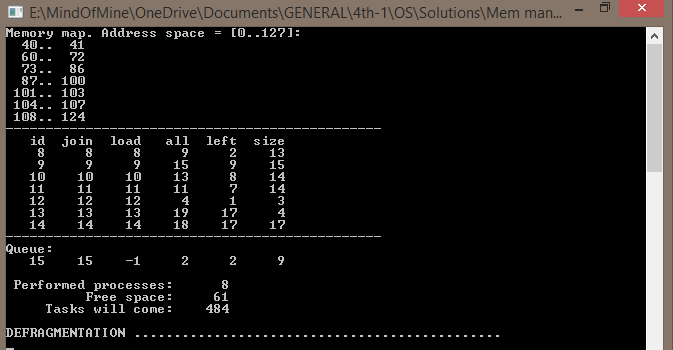 E:\MindOfMine\OneDrive\Documents\GENERAL\4th-1\OS\Solutions\Mem man...
Memory map. Address space = [0..127]:
40.. 41
60.. 72
73.. 86
87.. 100
101.. 103
104.. 107
108.. 124
-----------------------------------------------
id join load all left size
8 8 8 9 2 13
9 9 9 15 9 15
10 10 10 13 8 14
11 11 11 11 7 14
12 12 12 4 1 3
13 13 13 19 17 4
14 14 14 18 17 17
-----------------------------------------------
Queue:
15 15 -1 2 2 9
Performed processes: 8
Free space: 61
Tasks will come: 484
DEFRAGMENTATION ..............................................